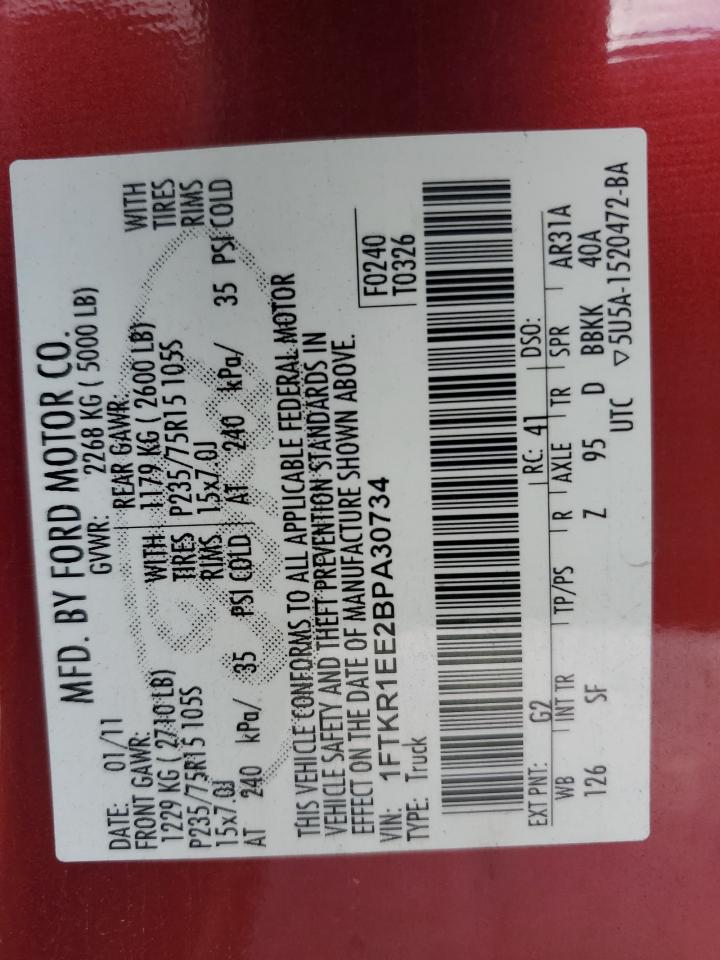 MFD. BY FORD MOTOR CO.
DATE: 01/11 GVWR: 2268 KG ( 5000 LB)
FRONT GAWR: REAR GAWR:
1229 KG ( 2710 LB) WITH 1179 KG ( 2600 LB) WITH
P235/75R15 105S TIRES P235/75R15 105S TIRES
15x7.0J RIMS 15x7.0J RIMS
AT 240 kPa/ 35 PSI COLD AT 240 kPa/ 35 PSI COLD
THIS VEHICLE CONFORMS TO ALL APPLICABLE FEDERAL MOTOR
VEHICLE SAFETY AND THEFT PREVENTION STANDARDS IN
EFFECT ON THE DATE OF MANUFACTURE SHOWN ABOVE.
VIN: 1FTKR1EE2BPA30734 F0240
TYPE: Truck T0326
EXT PNT: G2 RC: 41 DSO:
WB INT TR TP/PS R AXLE TR SPR AR31A
126 SF Z 95 D BBKK 40A
UTC ▽5U5A-1520472-BA